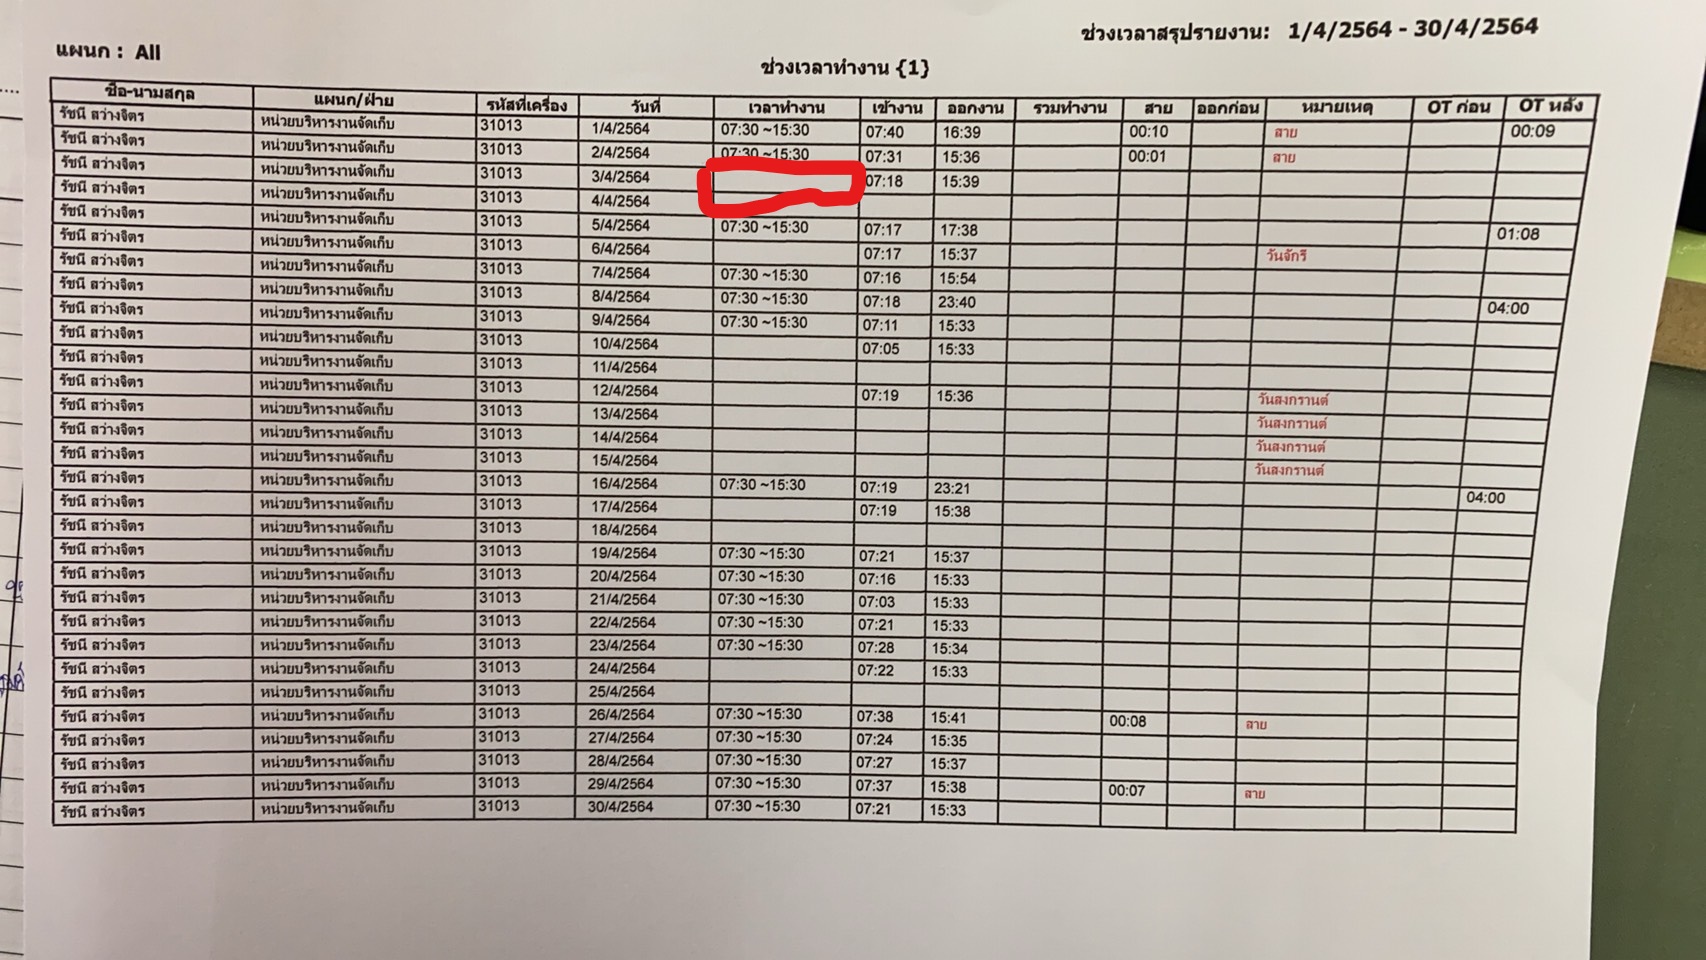 ช่วงเวลาสรุปรายงาน: 1/4/2564 - 30/4/2564
แผนก : All
ช่วงเวลาทำงาน {1}
ชื่อ-นามสกุล แผนก/ฝ่าย รหัสที่เครื่อง วันที่ เวลาทำงาน เข้างาน ออกงาน รวมทำงาน สาย ออกก่อน หมายเหตุ OT ก่อน OT หลัง
รัชนี สว่างจิตร หน่วยบริหารงานจัดเก็บ 31013 1/4/2564 07:30 ~15:30 07:40 16:39 00:10 สาย 00:09
รัชนี สว่างจิตร หน่วยบริหารงานจัดเก็บ 31013 2/4/2564 07:30 ~15:30 07:31 15:36 00:01 สาย
รัชนี สว่างจิตร หน่วยบริหารงานจัดเก็บ 31013 3/4/2564 07:18 15:39
รัชนี สว่างจิตร หน่วยบริหารงานจัดเก็บ 31013 4/4/2564
รัชนี สว่างจิตร หน่วยบริหารงานจัดเก็บ 31013 5/4/2564 07:30 ~15:30 07:17 17:38 01:08
รัชนี สว่างจิตร หน่วยบริหารงานจัดเก็บ 31013 6/4/2564 07:17 15:37 วันจักรี
รัชนี สว่างจิตร หน่วยบริหารงานจัดเก็บ 31013 7/4/2564 07:30 ~15:30 07:16 15:54
รัชนี สว่างจิตร หน่วยบริหารงานจัดเก็บ 31013 8/4/2564 07:30 ~15:30 07:18 23:40 04:00
รัชนี สว่างจิตร หน่วยบริหารงานจัดเก็บ 31013 9/4/2564 07:30 ~15:30 07:11 15:33
รัชนี สว่างจิตร หน่วยบริหารงานจัดเก็บ 31013 10/4/2564 07:05 15:33
รัชนี สว่างจิตร หน่วยบริหารงานจัดเก็บ 31013 11/4/2564
รัชนี สว่างจิตร หน่วยบริหารงานจัดเก็บ 31013 12/4/2564 07:19 15:36 วันสงกรานต์
รัชนี สว่างจิตร หน่วยบริหารงานจัดเก็บ 31013 13/4/2564 วันสงกรานต์
รัชนี สว่างจิตร หน่วยบริหารงานจัดเก็บ 31013 14/4/2564 วันสงกรานต์
รัชนี สว่างจิตร หน่วยบริหารงานจัดเก็บ 31013 15/4/2564 วันสงกรานต์
รัชนี สว่างจิตร หน่วยบริหารงานจัดเก็บ 31013 16/4/2564 07:30 ~15:30 07:19 23:21 04:00
รัชนี สว่างจิตร หน่วยบริหารงานจัดเก็บ 31013 17/4/2564 07:19 15:38
รัชนี สว่างจิตร หน่วยบริหารงานจัดเก็บ 31013 18/4/2564
รัชนี สว่างจิตร หน่วยบริหารงานจัดเก็บ 31013 19/4/2564 07:30 ~15:30 07:21 15:37
รัชนี สว่างจิตร หน่วยบริหารงานจัดเก็บ 31013 20/4/2564 07:30 ~15:30 07:16 15:33
รัชนี สว่างจิตร หน่วยบริหารงานจัดเก็บ 31013 21/4/2564 07:30 ~15:30 07:03 15:33
รัชนี สว่างจิตร หน่วยบริหารงานจัดเก็บ 31013 22/4/2564 07:30 ~15:30 07:21 15:33
รัชนี สว่างจิตร หน่วยบริหารงานจัดเก็บ 31013 23/4/2564 07:30 ~15:30 07:28 15:34
รัชนี สว่างจิตร หน่วยบริหารงานจัดเก็บ 31013 24/4/2564 07:22 15:33
รัชนี สว่างจิตร หน่วยบริหารงานจัดเก็บ 31013 25/4/2564
รัชนี สว่างจิตร หน่วยบริหารงานจัดเก็บ 31013 26/4/2564 07:30 ~15:30 07:38 15:41 00:08 สาย
รัชนี สว่างจิตร หน่วยบริหารงานจัดเก็บ 31013 27/4/2564 07:30 ~15:30 07:24 15:35
รัชนี สว่างจิตร หน่วยบริหารงานจัดเก็บ 31013 28/4/2564 07:30 ~15:30 07:27 15:37
รัชนี สว่างจิตร หน่วยบริหารงานจัดเก็บ 31013 29/4/2564 07:30 ~15:30 07:37 15:38 00:07 สาย
รัชนี สว่างจิตร หน่วยบริหารงานจัดเก็บ 31013 30/4/2564 07:30 ~15:30 07:21 15:33